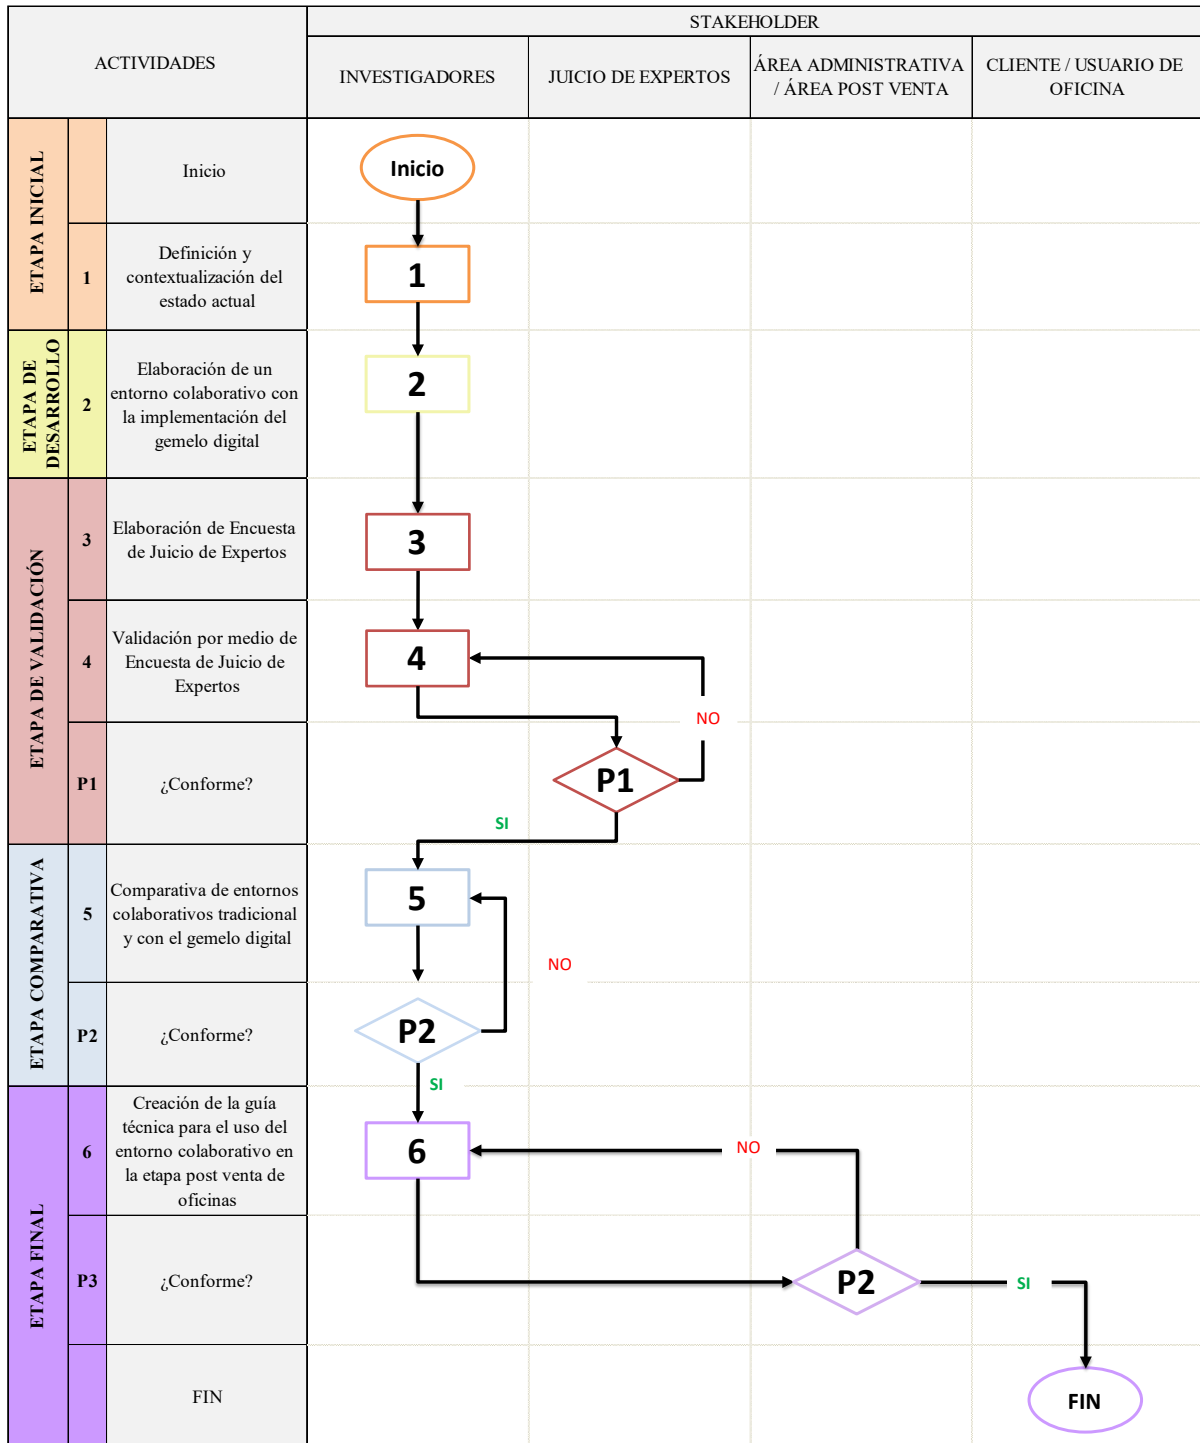 STAKEHOLDER
ACTIVIDADES
INVESTIGADORES
JUICIO DE EXPERTOS
ÁREA ADMINISTRATIVA
/ ÁREA POST VENTA
CLIENTE / USUARIO DE
OFICINA
ETAPA INICIAL
Inicio
Inicio
1
Definición y
contextualización del
estado actual
1
ETAPA DE
DESARROLLO
2
Elaboración de un
entorno colaborativo con
la implementación del
gemelo digital
2
ETAPA DE VALIDACIÓN
3
Elaboración de Encuesta
de Juicio de Expertos
3
4
Validación por medio de
Encuesta de Juicio de
Expertos
4
NO
P1
¿Conforme?
P1
SI
ETAPA COMPARATIVA
5
Comparativa de entornos
colaborativos tradicional
y con el gemelo digital
5
NO
P2
¿Conforme?
P2
SI
ETAPA FINAL
6
Creación de la guía
técnica para el uso del
entorno colaborativo en
la etapa post venta de
oficinas
6
NO
P3
¿Conforme?
P2
SI
FIN
FIN